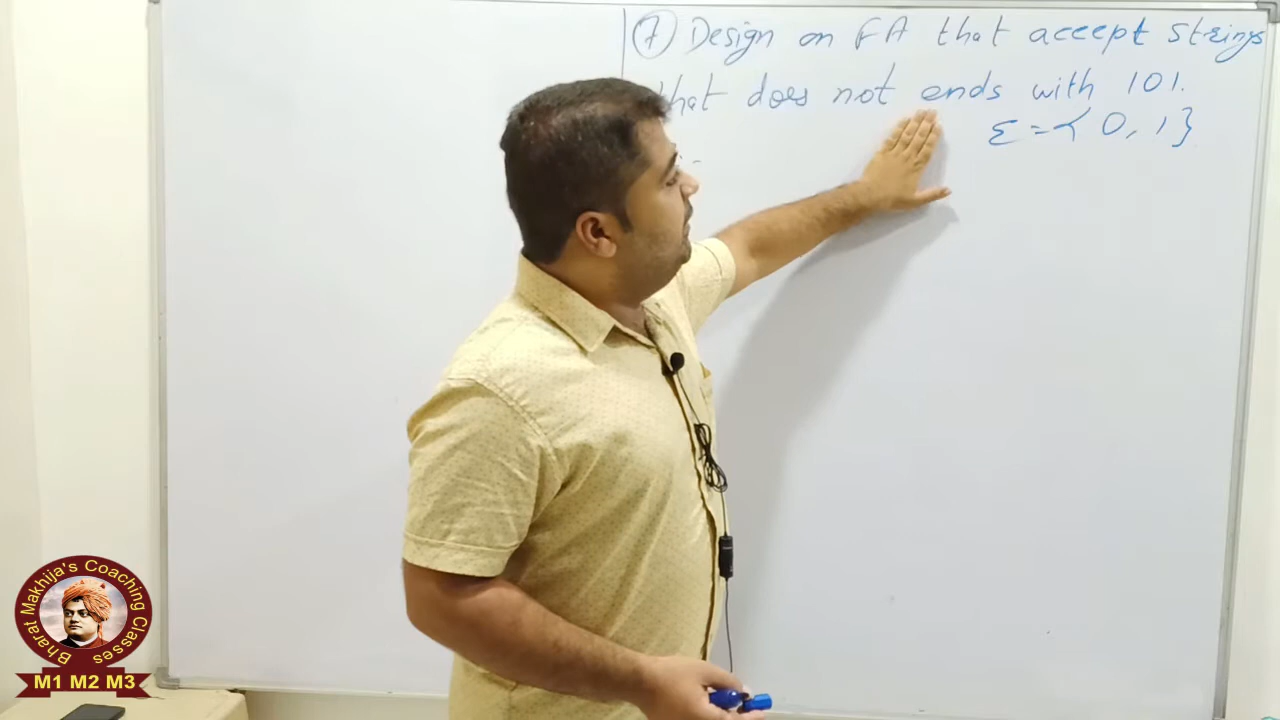 ⑦ Design an FA that accept strings
that does not ends with 101.
Σ = { 0, 1 }
:-
Bharat Makhija's Coaching Classes
M1 M2 M3